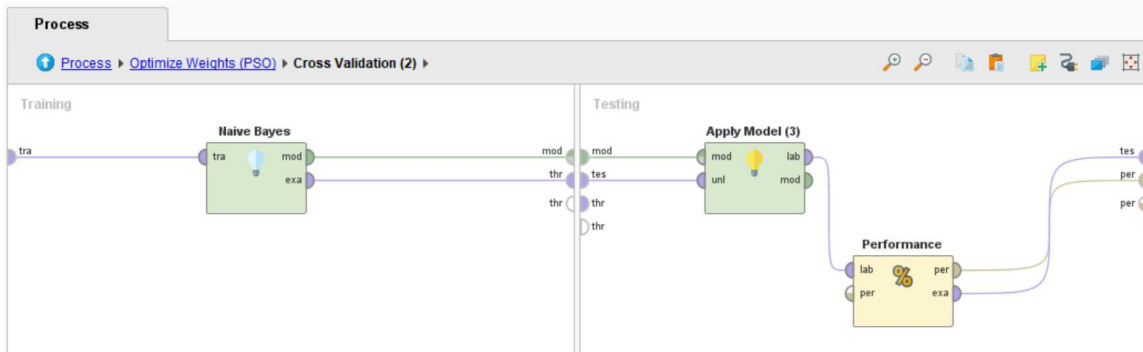 Process
Process ▸ Optimize Weights (PSO) ▸ Cross Validation (2) ▸
Training
Testing
Naive Bayes
tra
tra
mod
exa
mod
thr
thr
Apply Model (3)
mod
tes
thr
thr
mod
unl
lab
mod
Performance
lab
per
%
per
exa
tes
per
per